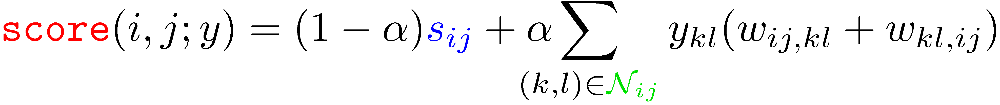 score(i, j; y) = (1 − α)s_{ij} + α ∑_{(k,l)∈𝒩_{ij}} y_{kl}(w_{ij,kl} + w_{kl,ij})